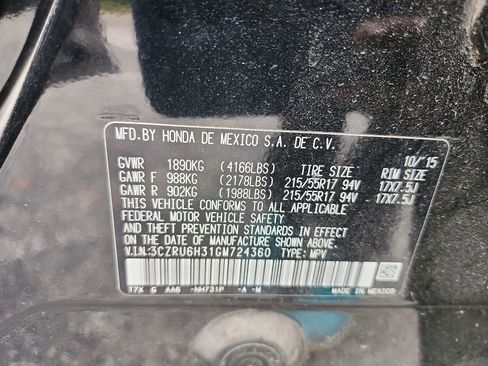 MFD.BY HONDA DE MEXICO S.A. DE C.V.
10/15
GVWR 1890KG (4166LBS) TIRE SIZE RIM SIZE
GAWR F 988KG (2178LBS) 215/55R17 94V 17X7.5J
GAWR R 902KG (1988LBS) 215/55R17 94V 17X7.5J
THIS VEHICLE CONFORMS TO ALL APPLICABLE
FEDERAL MOTOR VEHICLE SAFETY
AND THEFT PREVENTION STANDARDS IN EFFECT
ON THE DATE OF MANUFACTURE SHOWN ABOVE.
V.I.N:3CZRU6H31GM724360 TYPE: MPV
T7X G AA6 NH731P -A -M MADE IN MEXICO